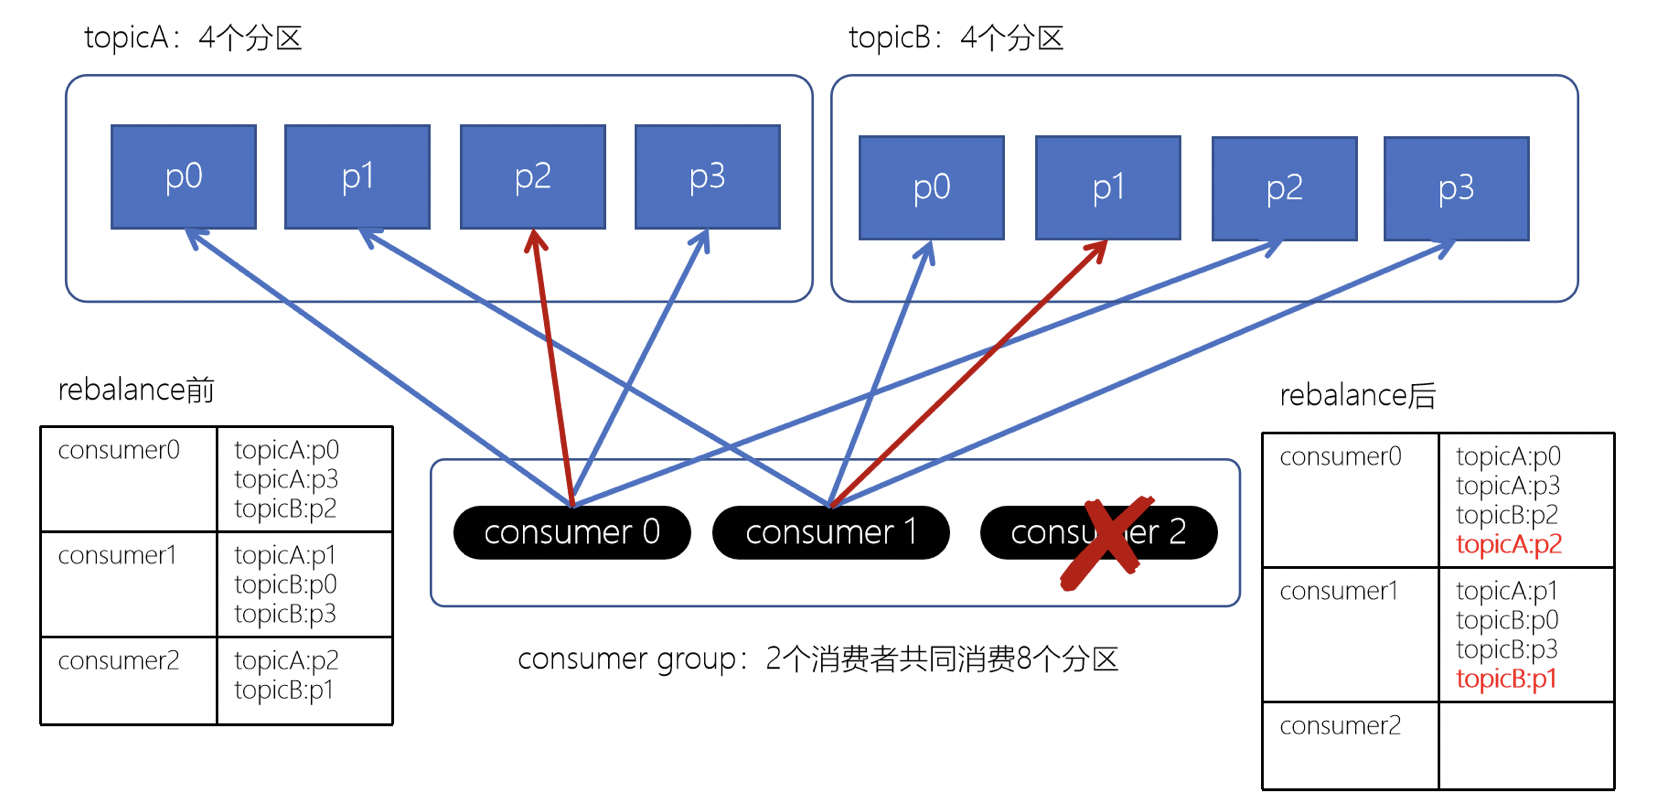 topicA：4个分区
topicB：4个分区
p0
p1
p2
p3
p0
p1
p2
p3
rebalance前
consumer0
topicA:p0
topicA:p3
topicB:p2
consumer1
topicA:p1
topicB:p0
topicB:p3
consumer2
topicA:p2
topicB:p1
consumer 0
consumer 1
consumer 2
consumer group：2个消费者共同消费8个分区
rebalance后
consumer0
topicA:p0
topicA:p3
topicB:p2
topicA:p2
consumer1
topicA:p1
topicB:p0
topicB:p3
topicB:p1
consumer2